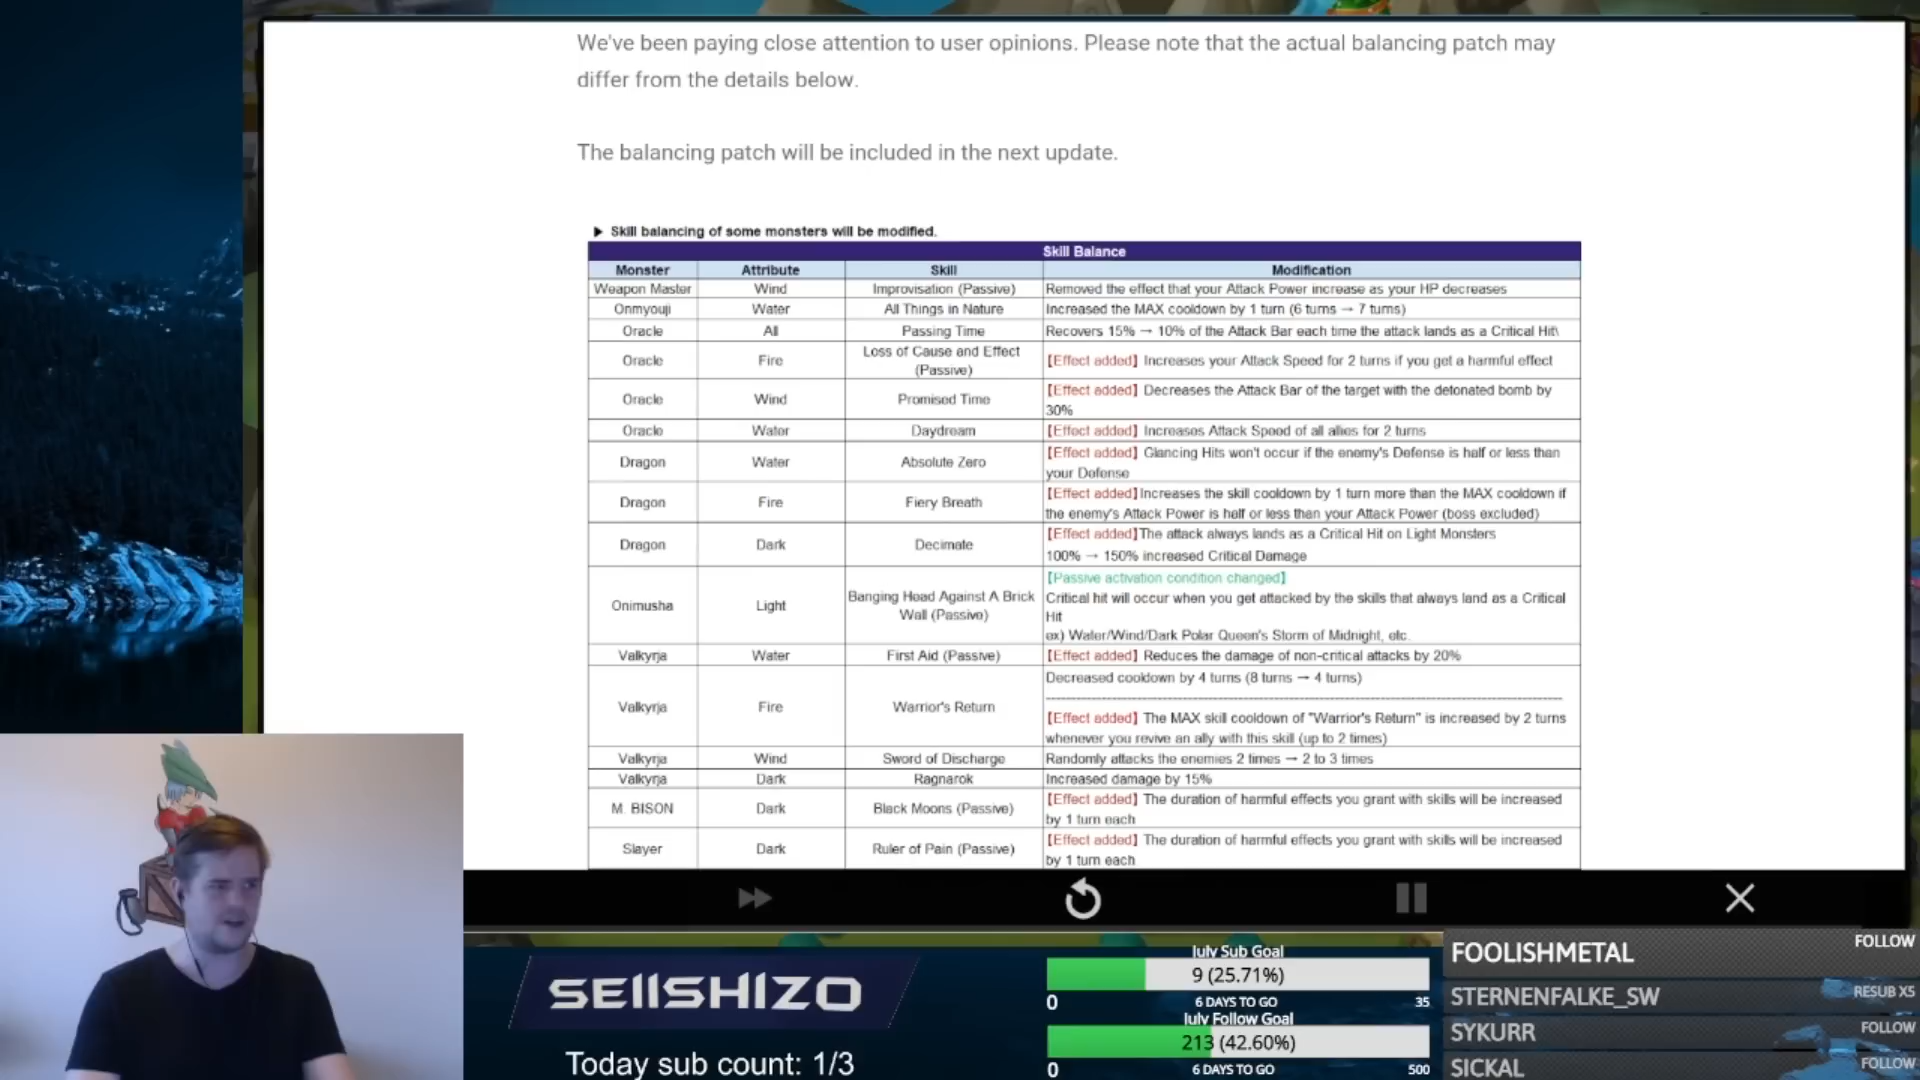 We've been paying close attention to user opinions. Please note that the actual balancing patch may
differ from the details below.
The balancing patch will be included in the next update.
▶ Skill balancing of some monsters will be modified.
Skill Balance
Monster Attribute Skill Modification
Weapon Master Wind Improvisation (Passive) Removed the effect that your Attack Power increase as your HP decreases
Onmyouji Water All Things in Nature Increased the MAX cooldown by 1 turn (6 turns → 7 turns)
Oracle All Passing Time Recovers 15% → 10% of the Attack Bar each time the attack lands as a Critical Hit\
Oracle Fire Loss of Cause and Effect
(Passive) [Effect added] Increases your Attack Speed for 2 turns if you get a harmful effect
Oracle Wind Promised Time [Effect added] Decreases the Attack Bar of the target with the detonated bomb by
30%
Oracle Water Daydream [Effect added] Increases Attack Speed of all allies for 2 turns
Dragon Water Absolute Zero [Effect added] Glancing Hits won't occur if the enemy's Defense is half or less than
your Defense
Dragon Fire Fiery Breath [Effect added]Increases the skill cooldown by 1 turn more than the MAX cooldown if
the enemy's Attack Power is half or less than your Attack Power (boss excluded)
Dragon Dark Decimate [Effect added]The attack always lands as a Critical Hit on Light Monsters
100% → 150% increased Critical Damage
Onimusha Light Banging Head Against A Brick
Wall (Passive) [Passive activation condition changed]
Critical hit will occur when you get attacked by the skills that always land as a Critical
Hit
ex) Water/Wind/Dark Polar Queen's Storm of Midnight, etc.
Valkyrja Water First Aid (Passive) [Effect added] Reduces the damage of non-critical attacks by 20%
Valkyrja Fire Warrior's Return Decreased cooldown by 4 turns (8 turns → 4 turns)
[Effect added] The MAX skill cooldown of "Warrior's Return" is increased by 2 turns
whenever you revive an ally with this skill (up to 2 times)
Valkyrja Wind Sword of Discharge Randomly attacks the enemies 2 times → 2 to 3 times
Valkyrja Dark Ragnarok Increased damage by 15%
M. BISON Dark Black Moons (Passive) [Effect added] The duration of harmful effects you grant with skills will be increased
by 1 turn each
Slayer Dark Ruler of Pain (Passive) [Effect added] The duration of harmful effects you grant with skills will be increased
by 1 turn each
SEllSHIZO
Today sub count: 1/3
July Sub Goal
9 (25.71%)
0 6 DAYS TO GO 35
July Follow Goal
213 (42.60%)
0 6 DAYS TO GO 500
FOOLISHMETAL FOLLOW
STERNENFALKE_SW RESUB X5
SYKURR FOLLOW
SICKAL FOLLOW